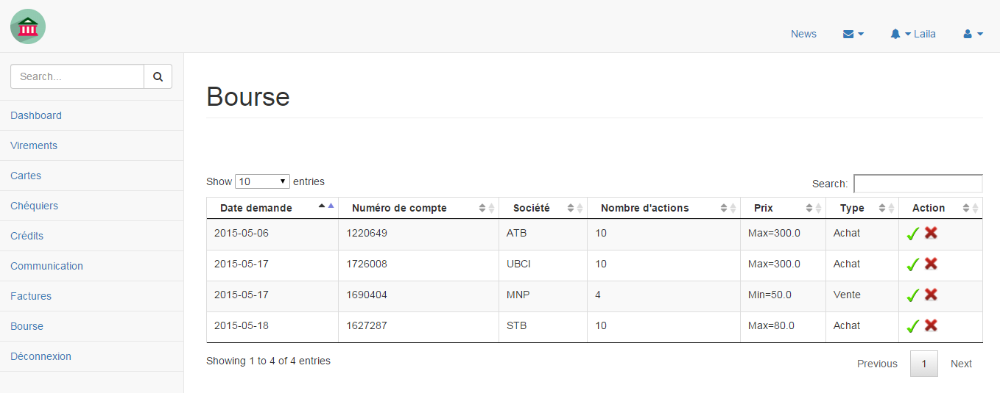 News
Laila
Search...
Dashboard
Virements
Cartes
Chéquiers
Crédits
Communication
Factures
Bourse
Déconnexion
Bourse
Show 10 entries
Search:
Date demande Numéro de compte Société Nombre d'actions Prix Type Action
2015-05-06 1220649 ATB 10 Max=300.0 Achat
2015-05-17 1726008 UBCI 10 Max=300.0 Achat
2015-05-17 1690404 MNP 4 Min=50.0 Vente
2015-05-18 1627287 STB 10 Max=80.0 Achat
Showing 1 to 4 of 4 entries
Previous 1 Next